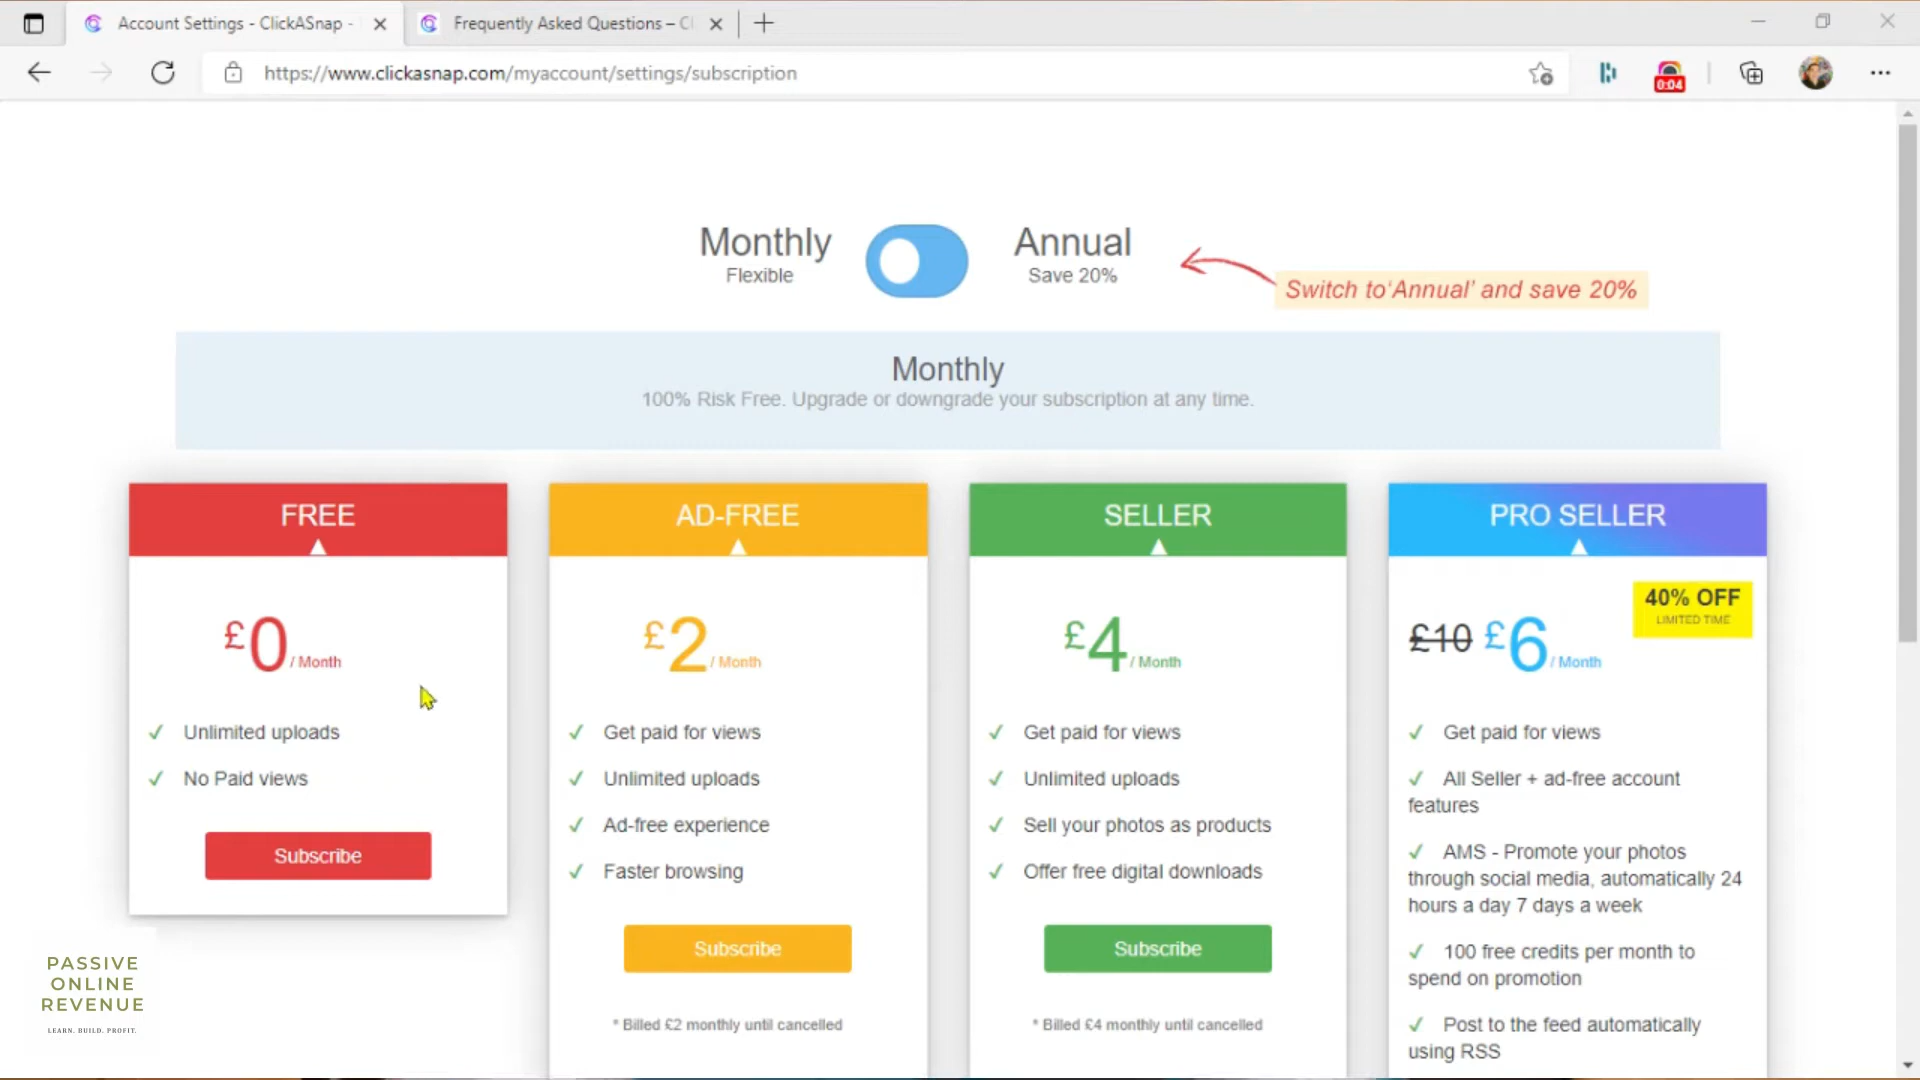 Account Settings - ClickASnap -
Frequently Asked Questions – Cl
https://www.clickasnap.com/myaccount/settings/subscription
0:04
Monthly
Flexible
Annual
Save 20%
Switch to‘Annual’ and save 20%
Monthly
100% Risk Free. Upgrade or downgrade your subscription at any time.
FREE
£0 / Month
✓ Unlimited uploads
✓ No Paid views
Subscribe
AD-FREE
£2 / Month
✓ Get paid for views
✓ Unlimited uploads
✓ Ad-free experience
✓ Faster browsing
Subscribe
* Billed £2 monthly until cancelled
SELLER
£4 / Month
✓ Get paid for views
✓ Unlimited uploads
✓ Sell your photos as products
✓ Offer free digital downloads
Subscribe
* Billed £4 monthly until cancelled
PRO SELLER
40% OFF
LIMITED TIME
£10 £6 / Month
✓ Get paid for views
✓ All Seller + ad-free account
features
✓ AMS - Promote your photos
through social media, automatically 24
hours a day 7 days a week
✓ 100 free credits per month to
spend on promotion
✓ Post to the feed automatically
using RSS
PASSIVE
ONLINE
REVENUE
LEARN. BUILD. PROFIT.